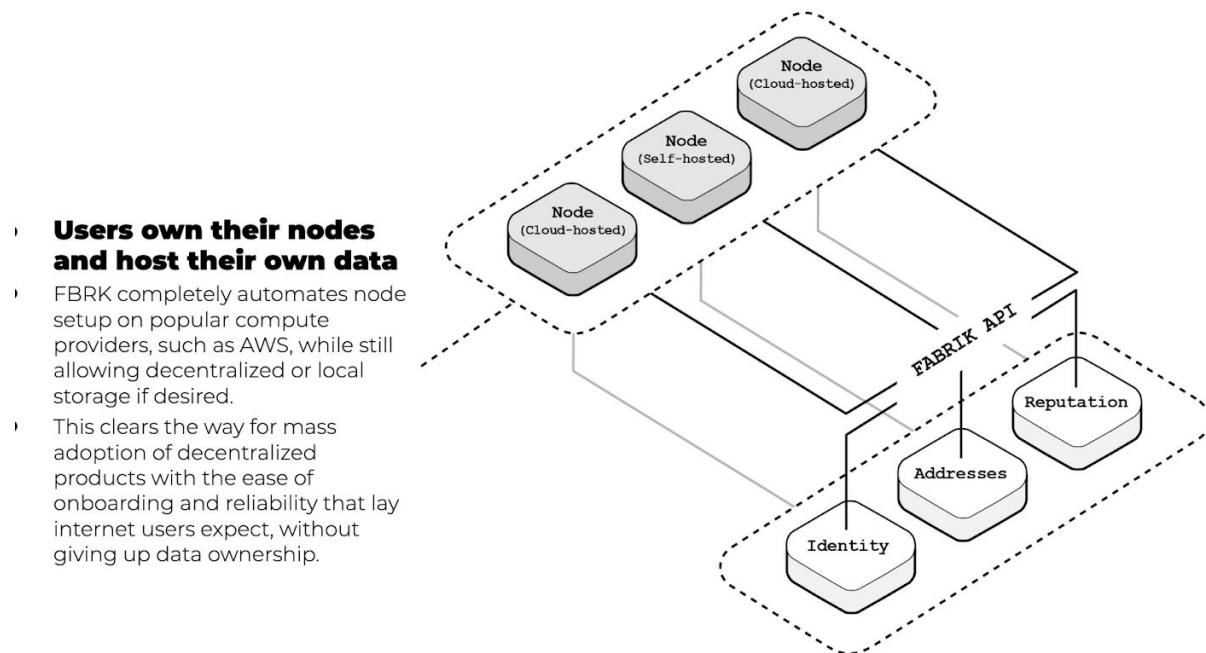 Users own their nodes
and host their own data
FBRK completely automates node
setup on popular compute
providers, such as AWS, while still
allowing decentralized or local
storage if desired.
This clears the way for mass
adoption of decentralized
products with the ease of
onboarding and reliability that lay
internet users expect, without
giving up data ownership.
Node
(Cloud-hosted)
Node
(Self-hosted)
Node
(Cloud-hosted)
FABRIK API
Reputation
Addresses
Identity